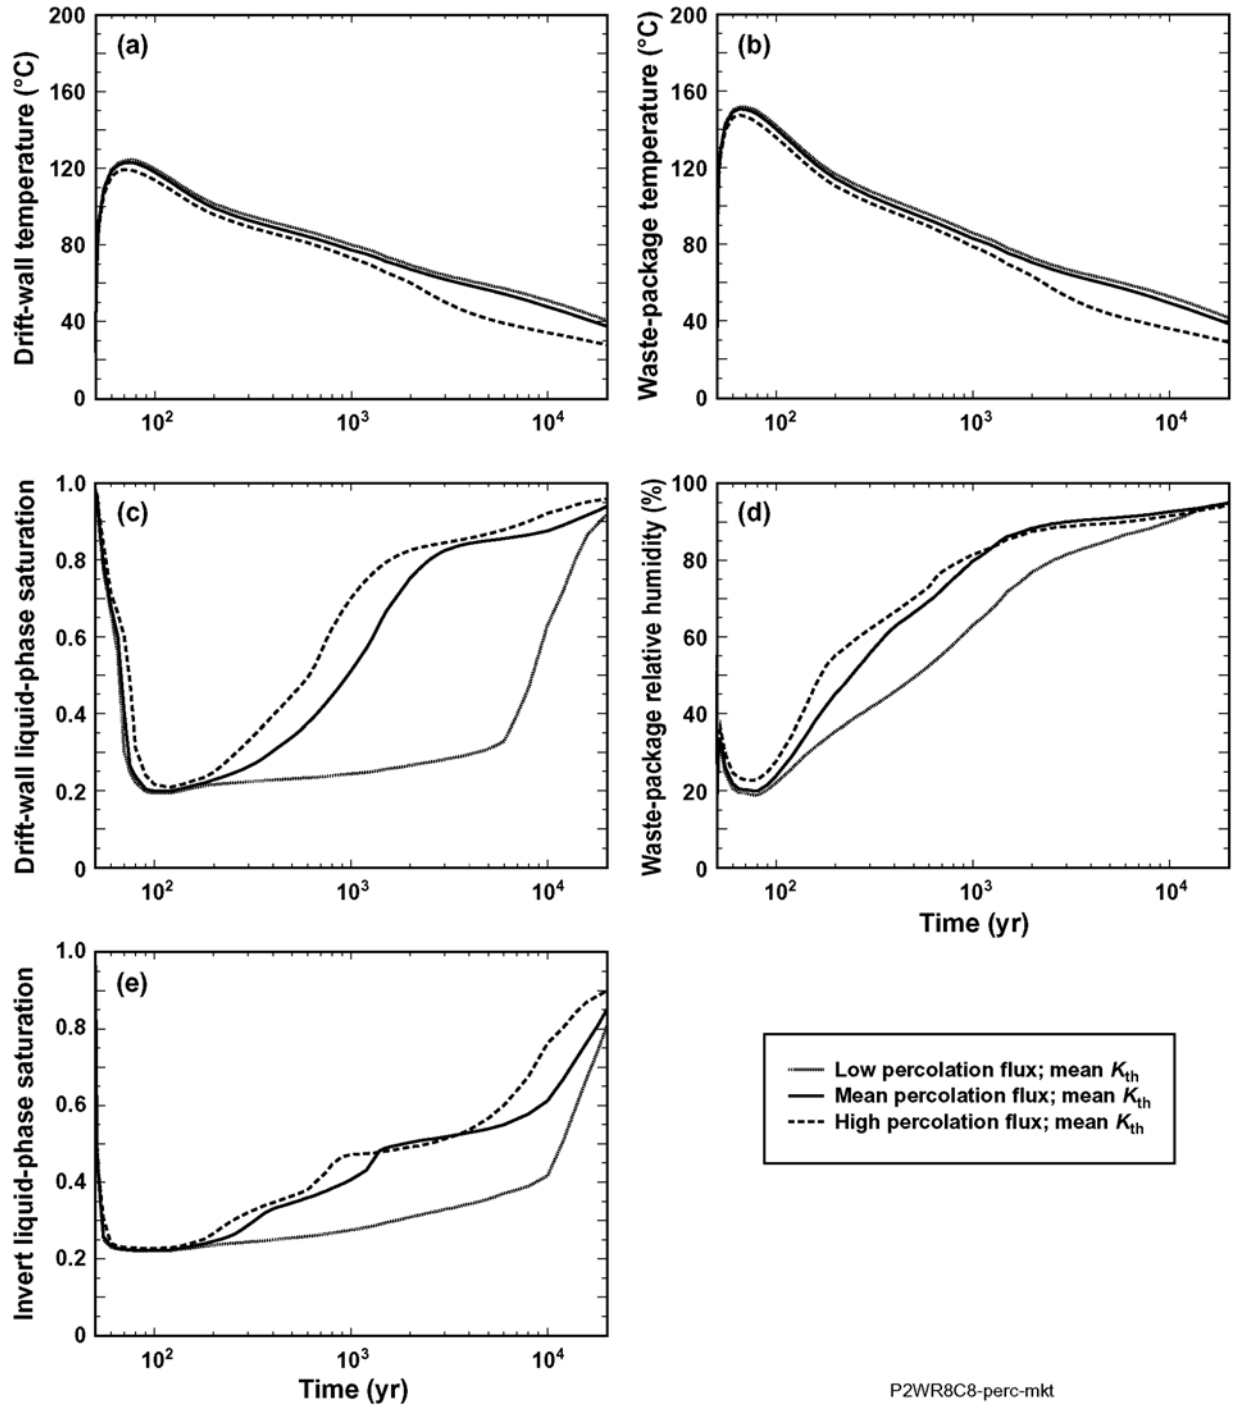 (a)
Drift-wall temperature (°C)
200
160
120
80
40
0
10²
10³
10⁴
(b)
Waste-package temperature (°C)
200
160
120
80
40
0
10²
10³
10⁴
(c)
Drift-wall liquid-phase saturation
1.0
0.8
0.6
0.4
0.2
0
10²
10³
10⁴
(d)
Waste-package relative humidity (%)
100
80
60
40
20
0
10²
10³
10⁴
Time (yr)
(e)
Invert liquid-phase saturation
1.0
0.8
0.6
0.4
0.2
0
10²
10³
10⁴
Time (yr)
Low percolation flux; mean Kth
Mean percolation flux; mean Kth
High percolation flux; mean Kth
P2WR8C8-perc-mkt